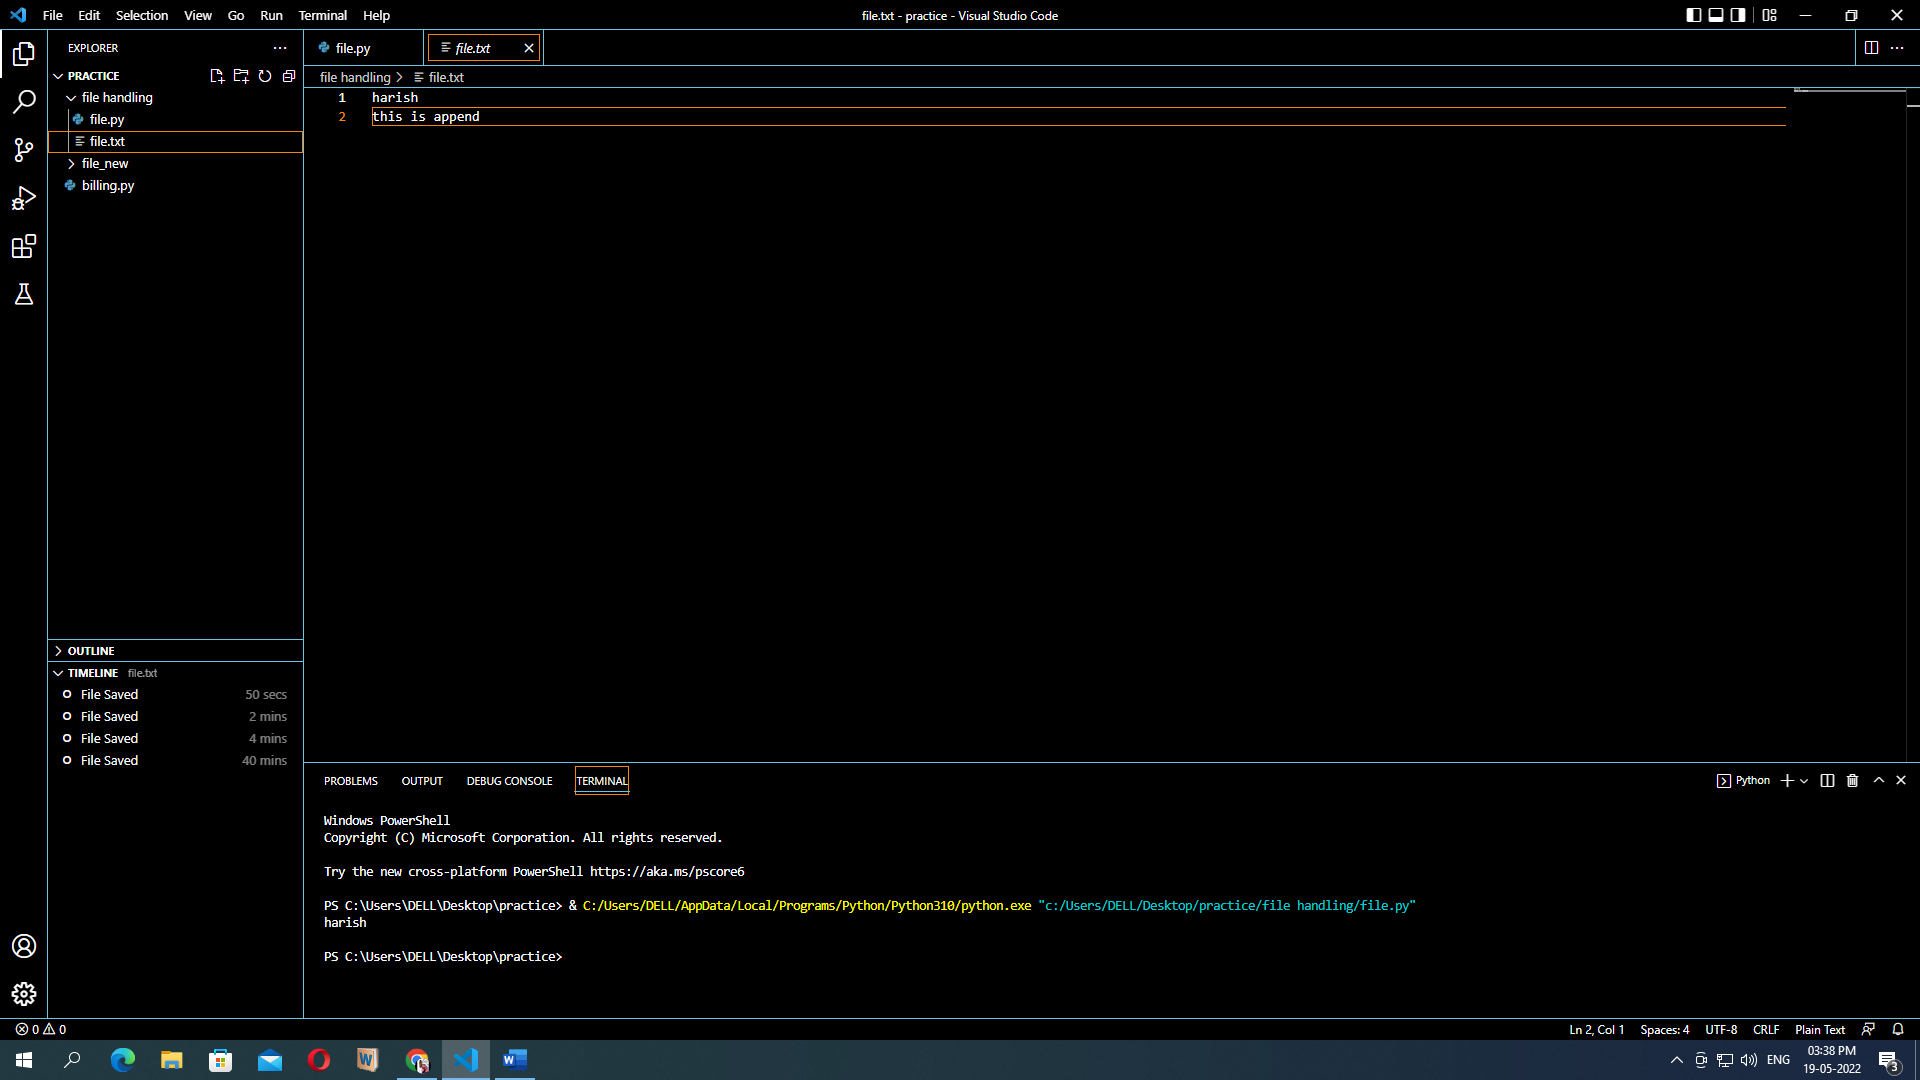 File Edit Selection View Go Run Terminal Help
file.txt - practice - Visual Studio Code
EXPLORER
PRACTICE
file handling
file.py
file.txt
file_new
billing.py
OUTLINE
TIMELINE file.txt
File Saved 50 secs
File Saved 2 mins
File Saved 4 mins
File Saved 40 mins
file.py
file.txt
file handling > file.txt
1 harish
2 this is append
PROBLEMS OUTPUT DEBUG CONSOLE TERMINAL
Python
Windows PowerShell
Copyright (C) Microsoft Corporation. All rights reserved.
Try the new cross-platform PowerShell https://aka.ms/pscore6
PS C:\Users\DELL\Desktop\practice> & C:/Users/DELL/AppData/Local/Programs/Python/Python310/python.exe "c:/Users/DELL/Desktop/practice/file handling/file.py"
harish
PS C:\Users\DELL\Desktop\practice>
0 0
Ln 2, Col 1 Spaces: 4 UTF-8 CRLF Plain Text
ENG
03:38 PM
19-05-2022
3